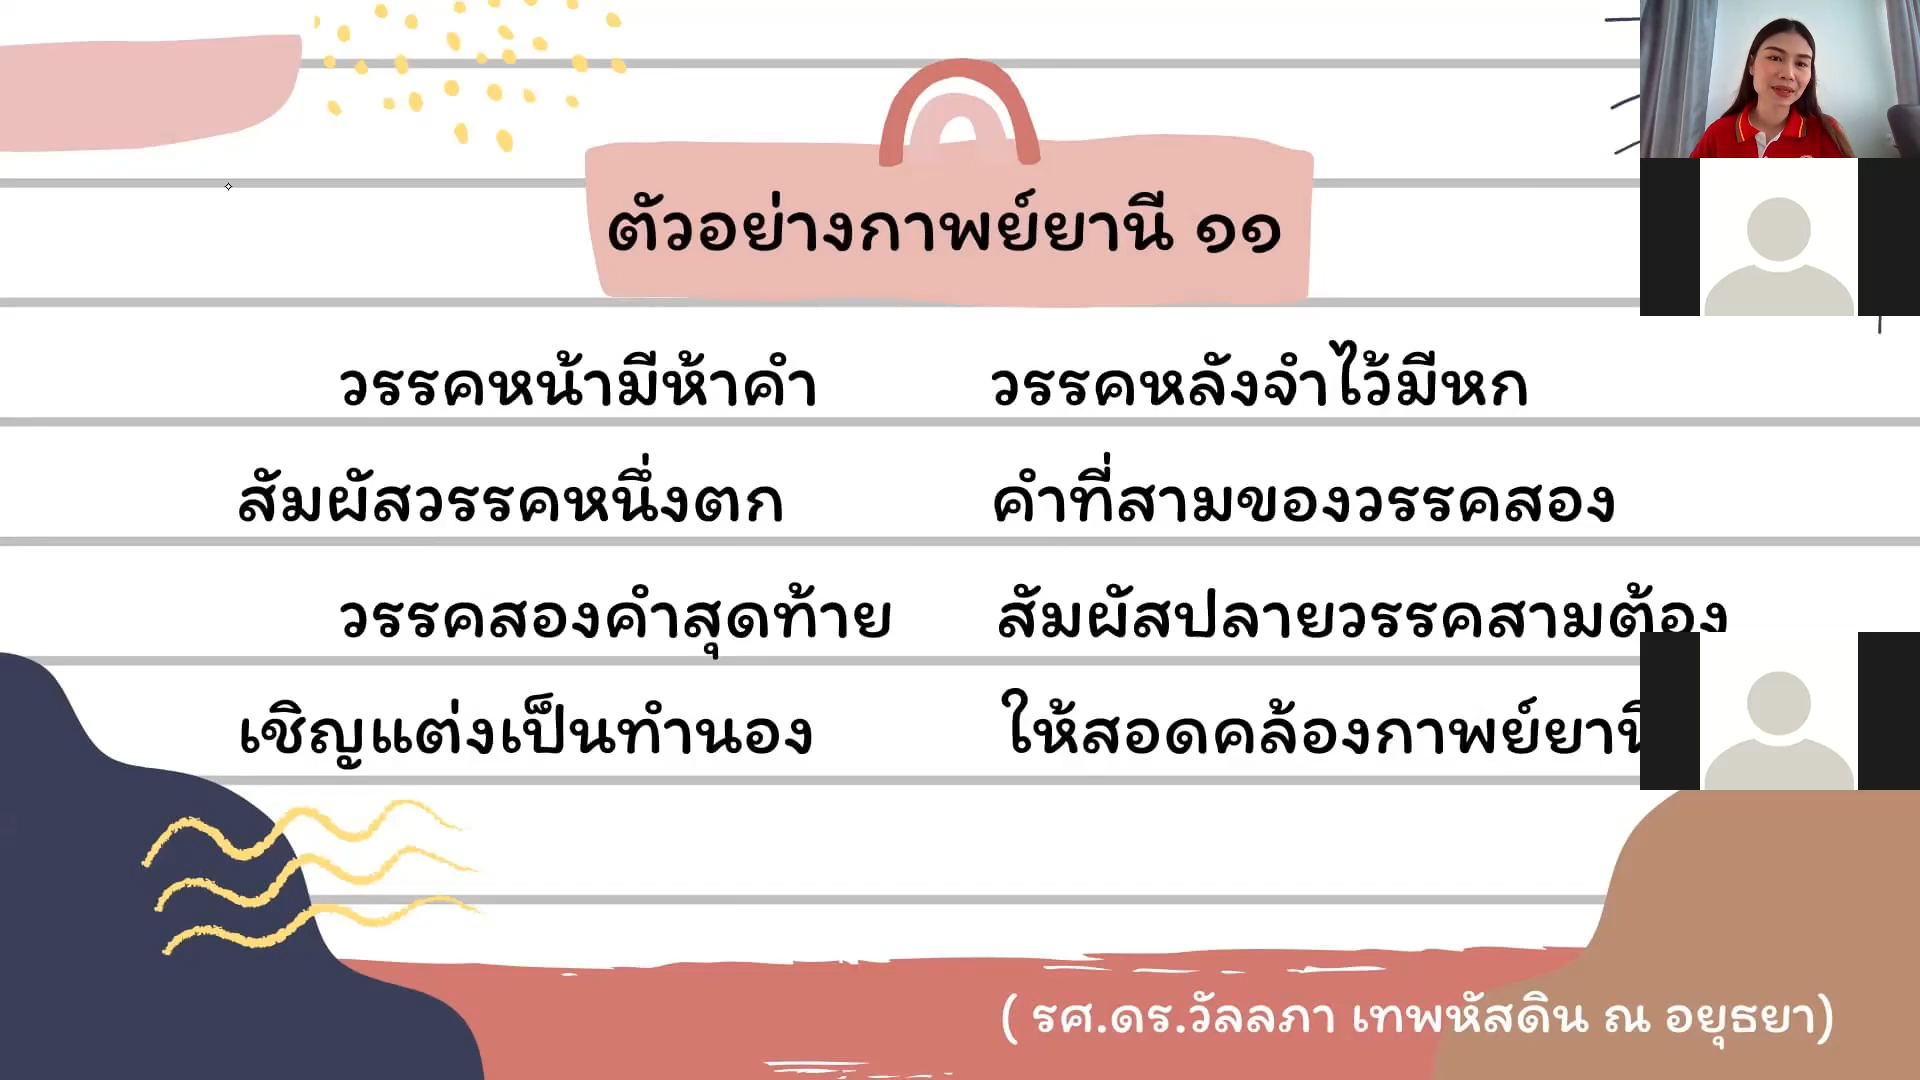 ตัวอย่างกาพย์ยานี ๑๑
วรรคหน้ามีห้าคำ วรรคหลังจำไว้มีหก
สัมผัสวรรคหนึ่งตก คำที่สามของวรรคสอง
วรรคสองคำสุดท้าย สัมผัสปลายวรรคสามต้อง
เชิญแต่งเป็นทำนอง ให้สอดคล้องกาพย์ยานี
( รศ.ดร.วัลลภา เทพหัสดิน ณ อยุธยา)